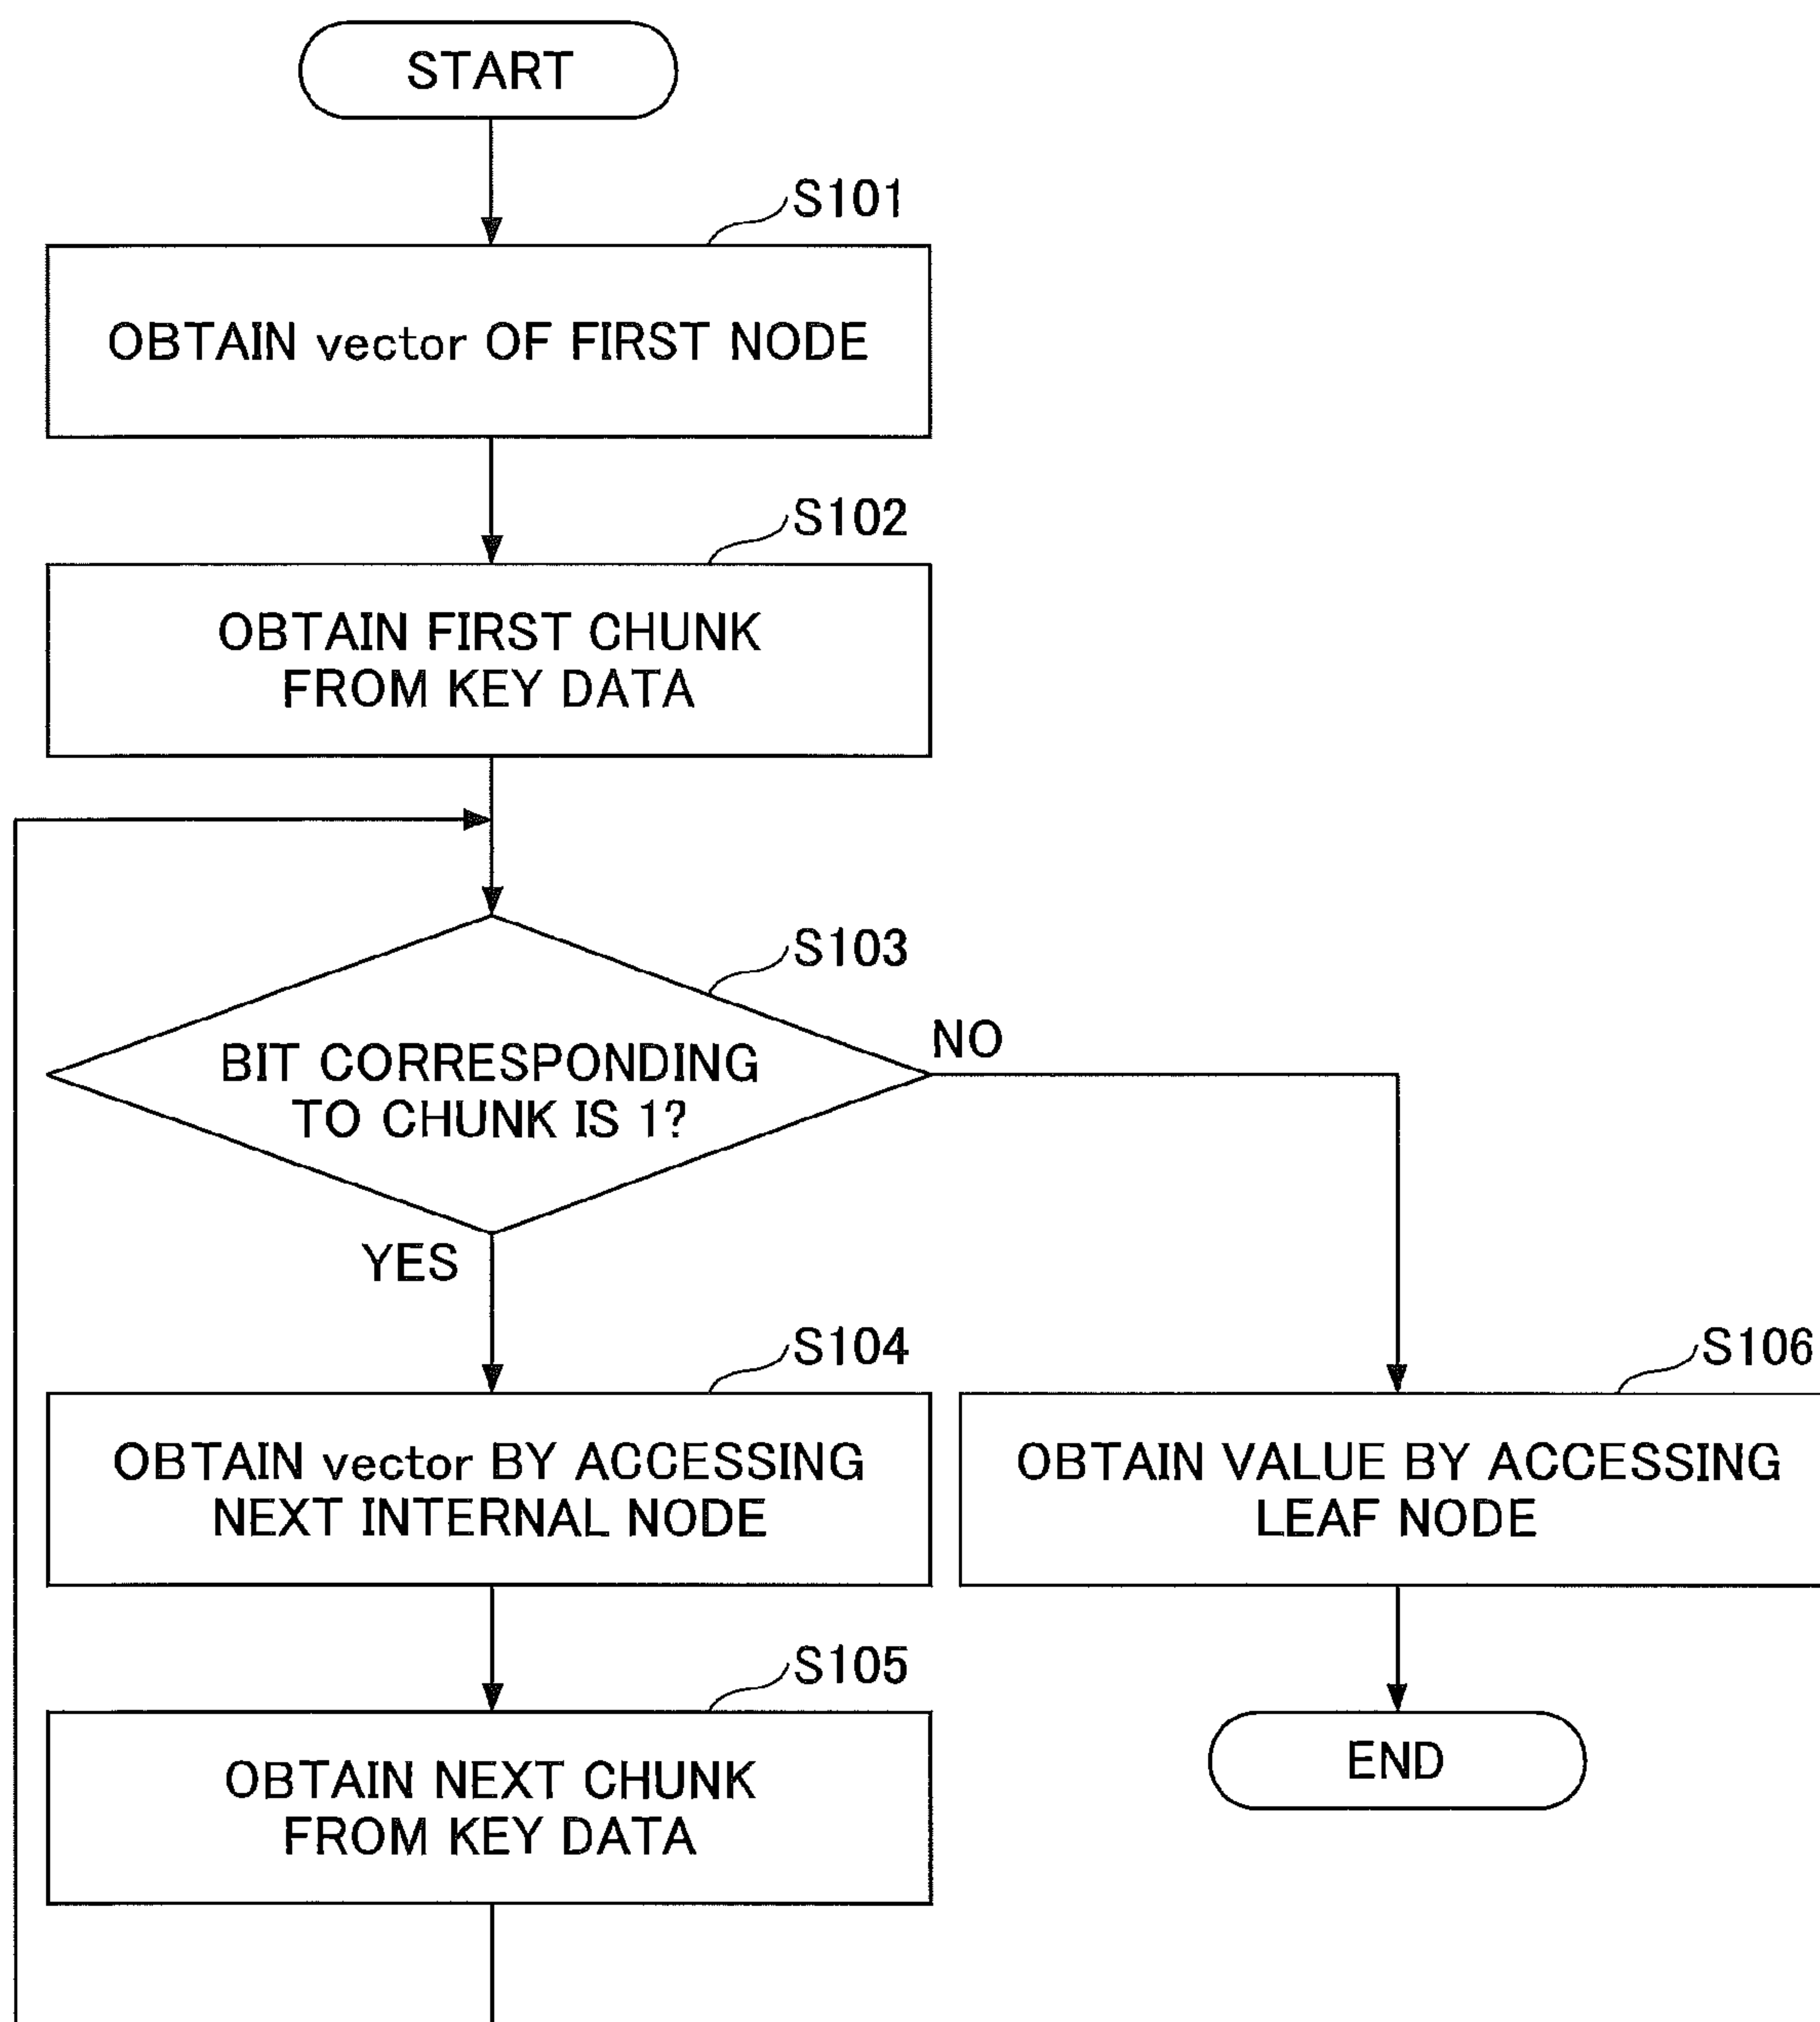 START
S101
OBTAIN vector OF FIRST NODE
S102
OBTAIN FIRST CHUNK
FROM KEY DATA
S103
BIT CORRESPONDING
TO CHUNK IS 1?
NO
YES
S104
OBTAIN vector BY ACCESSING
NEXT INTERNAL NODE
S106
OBTAIN VALUE BY ACCESSING
LEAF NODE
S105
OBTAIN NEXT CHUNK
FROM KEY DATA
END